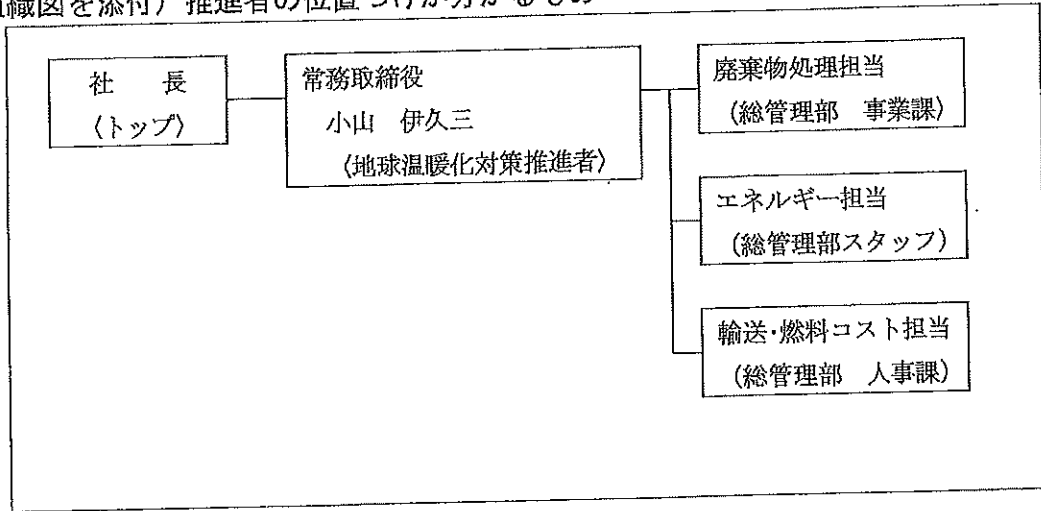 織図を添付）推進者の位置づけが分かるもの
社　　長
〈トップ〉
常務取締役
小山　伊久三
〈地球温暖化対策推進者〉
廃棄物処理担当
（総管理部　事業課）
エネルギー担当
（総管理部スタッフ）
輸送・燃料コスト担当
（総管理部　人事課）